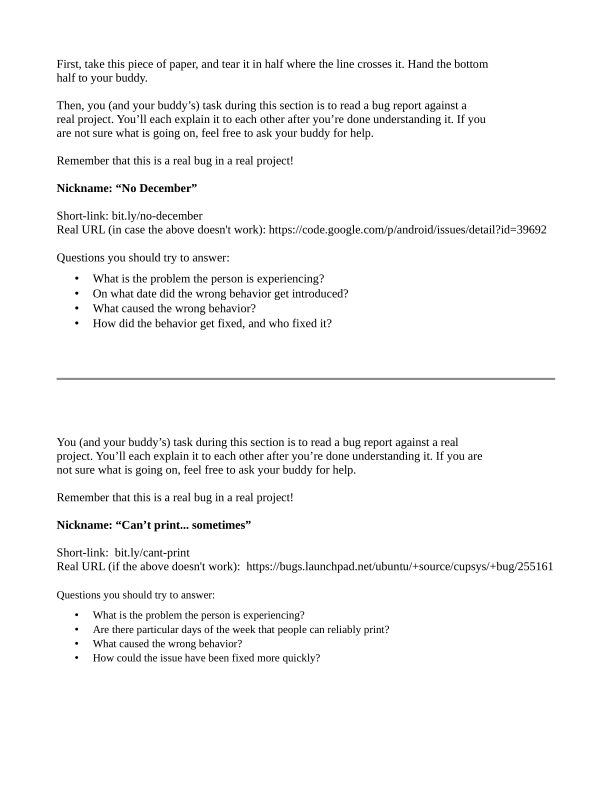 First, take this piece of paper, and tear it in half where the line crosses it. Hand the bottom
half to your buddy.
Then, you (and your buddy’s) task during this section is to read a bug report against a
real project. You’ll each explain it to each other after you’re done understanding it. If you
are not sure what is going on, feel free to ask your buddy for help.
Remember that this is a real bug in a real project!
Nickname: “No December”
Short-link: bit.ly/no-december
Real URL (in case the above doesn't work): https://code.google.com/p/android/issues/detail?id=39692
Questions you should try to answer:
• What is the problem the person is experiencing?
• On what date did the wrong behavior get introduced?
• What caused the wrong behavior?
• How did the behavior get fixed, and who fixed it?
You (and your buddy’s) task during this section is to read a bug report against a real
project. You’ll each explain it to each other after you’re done understanding it. If you are
not sure what is going on, feel free to ask your buddy for help.
Remember that this is a real bug in a real project!
Nickname: “Can’t print... sometimes”
Short-link:  bit.ly/cant-print
Real URL (if the above doesn't work):  https://bugs.launchpad.net/ubuntu/+source/cupsys/+bug/255161
Questions you should try to answer:
• What is the problem the person is experiencing?
• Are there particular days of the week that people can reliably print?
• What caused the wrong behavior?
• How could the issue have been fixed more quickly?